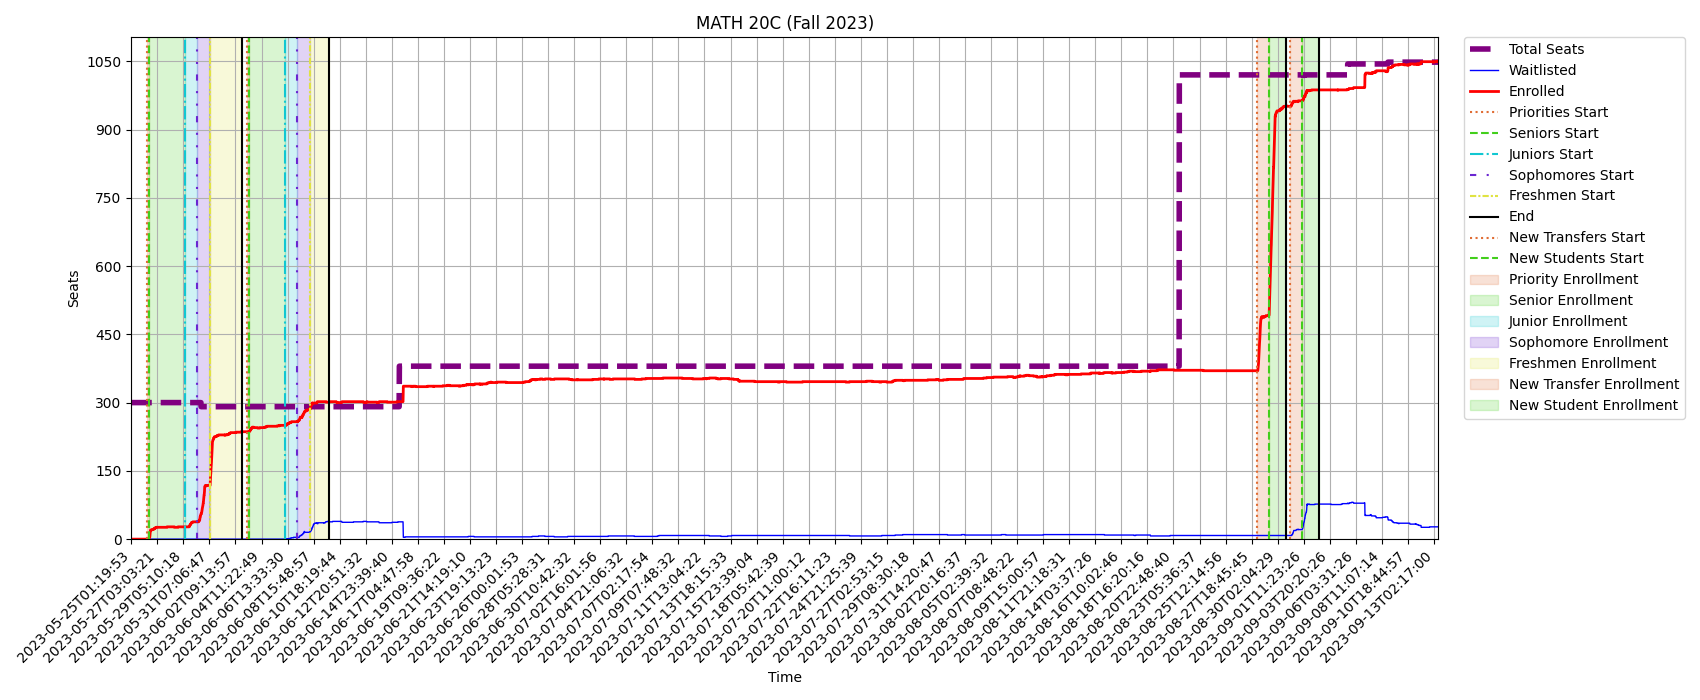 MATH 20C (Fall 2023)
Seats
1050
900
750
600
450
300
150
0
2023-05-25T01:19:53
2023-05-27T03:03:21
2023-05-29T05:10:18
2023-05-31T07:06:47
2023-06-02T09:13:57
2023-06-04T11:22:49
2023-06-06T13:33:30
2023-06-08T15:48:57
2023-06-10T18:19:44
2023-06-12T20:51:32
2023-06-14T23:39:40
2023-06-17T04:47:58
2023-06-19T09:36:22
2023-06-21T14:19:10
2023-06-23T19:13:23
2023-06-26T00:01:53
2023-06-28T05:28:31
2023-06-30T10:42:32
2023-07-02T16:01:56
2023-07-04T21:06:32
2023-07-07T02:17:54
2023-07-09T07:48:32
2023-07-11T13:04:22
2023-07-13T18:15:33
2023-07-15T23:39:04
2023-07-18T05:42:39
2023-07-20T11:00:12
2023-07-22T16:11:23
2023-07-24T21:25:39
2023-07-27T02:53:15
2023-07-29T08:30:18
2023-07-31T14:20:47
2023-08-02T20:16:37
2023-08-05T02:39:32
2023-08-07T08:48:22
2023-08-09T15:00:57
2023-08-11T21:18:31
2023-08-14T04:37:26
2023-08-16T10:02:46
2023-08-18T16:20:16
2023-08-20T22:48:40
2023-08-23T05:36:37
2023-08-25T12:14:56
2023-08-27T18:45:45
2023-08-30T02:04:29
2023-09-01T11:23:26
2023-09-03T20:20:26
2023-09-06T03:31:26
2023-09-08T11:07:14
2023-09-10T18:44:57
2023-09-13T02:17:00
Time
Total Seats
Waitlisted
Enrolled
Priorities Start
Seniors Start
Juniors Start
Sophomores Start
Freshmen Start
End
New Transfers Start
New Students Start
Priority Enrollment
Senior Enrollment
Junior Enrollment
Sophomore Enrollment
Freshmen Enrollment
New Transfer Enrollment
New Student Enrollment